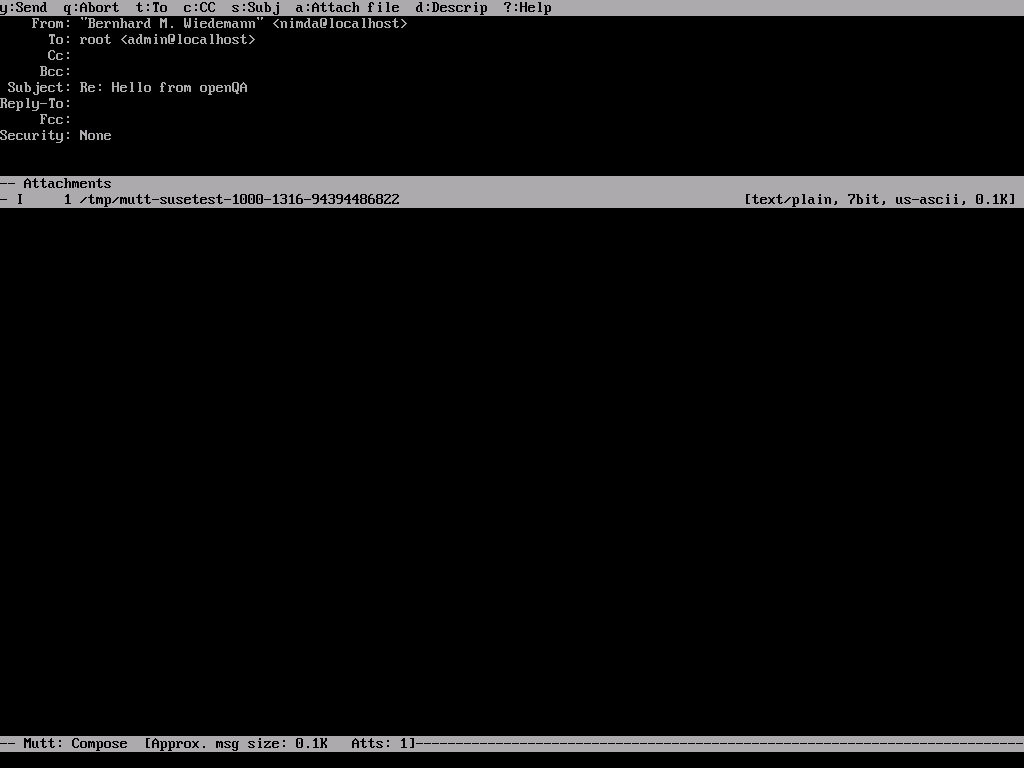 y:Send  q:Abort  t:To  c:CC  s:Subj  a:Attach file  d:Descrip  ?:Help
From: "Bernhard M. Wiedemann" <nimda@localhost>
To: root <admin@localhost>
Cc:
Bcc:
Subject: Re: Hello from openQA
Reply-To:
Fcc:
Security: None
-- Attachments
- I     1 /tmp/mutt-susetest-1000-1316-94394486822 [text/plain, 7bit, us-ascii, 0.1K]
-- Mutt: Compose  [Approx. msg size: 0.1K   Atts: 1]-----------------------------------------------------------------------------